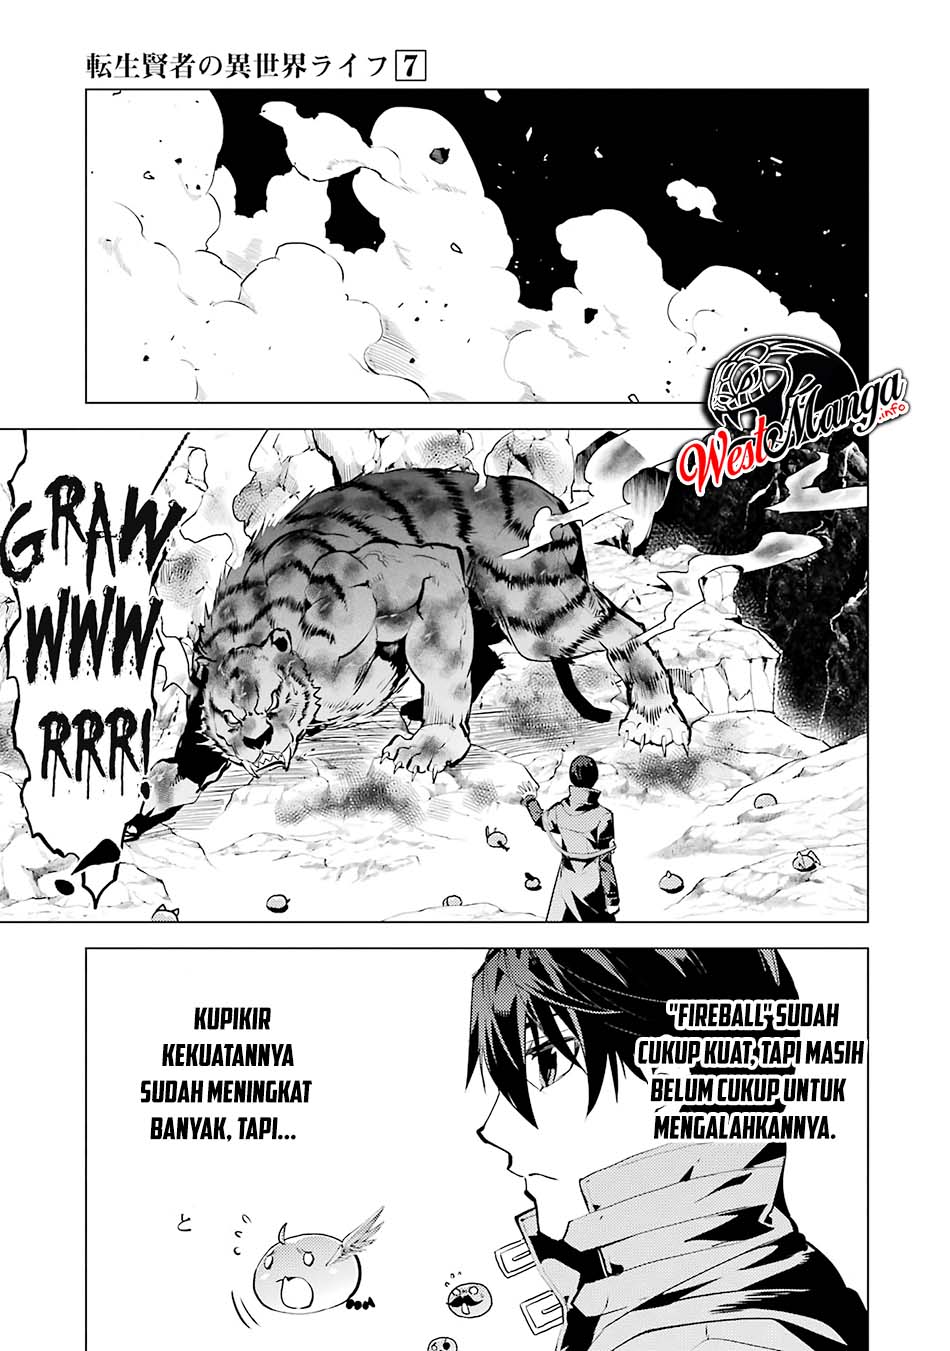 転生賢者の異世界ライフ 7
WestManga
.info
GRAW
WWW
RRR!
"FIREBALL" SUDAH
CUKUP KUAT, TAPI MASIH
BELUM CUKUP UNTUK
MENGALAHKANNYA.
KUPIKIR
KEKUATANNYA
SUDAH MENINGKAT
BANYAK, TAPI...
と